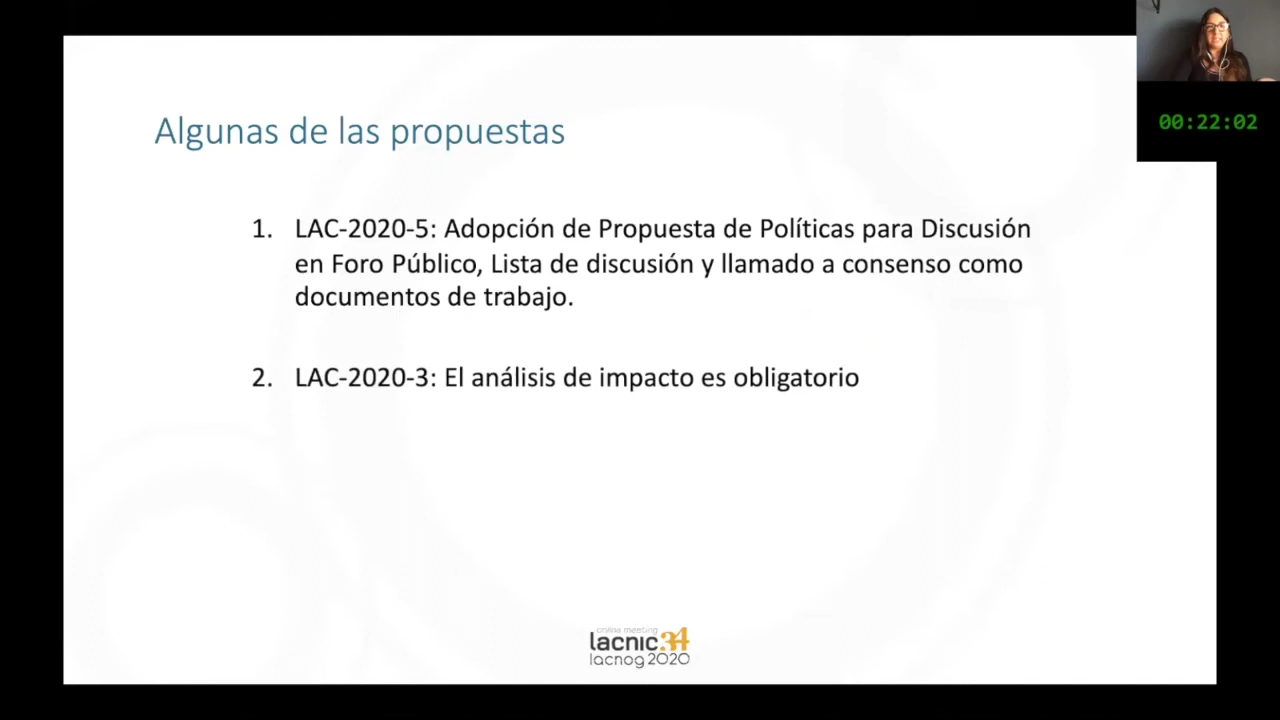 Algunas de las propuestas
00:22:02
1. LAC-2020-5: Adopción de Propuesta de Políticas para Discusión
en Foro Público, Lista de discusión y llamado a consenso como
documentos de trabajo.
2. LAC-2020-3: El análisis de impacto es obligatorio
online meeting
lacnic34
lacnog2020